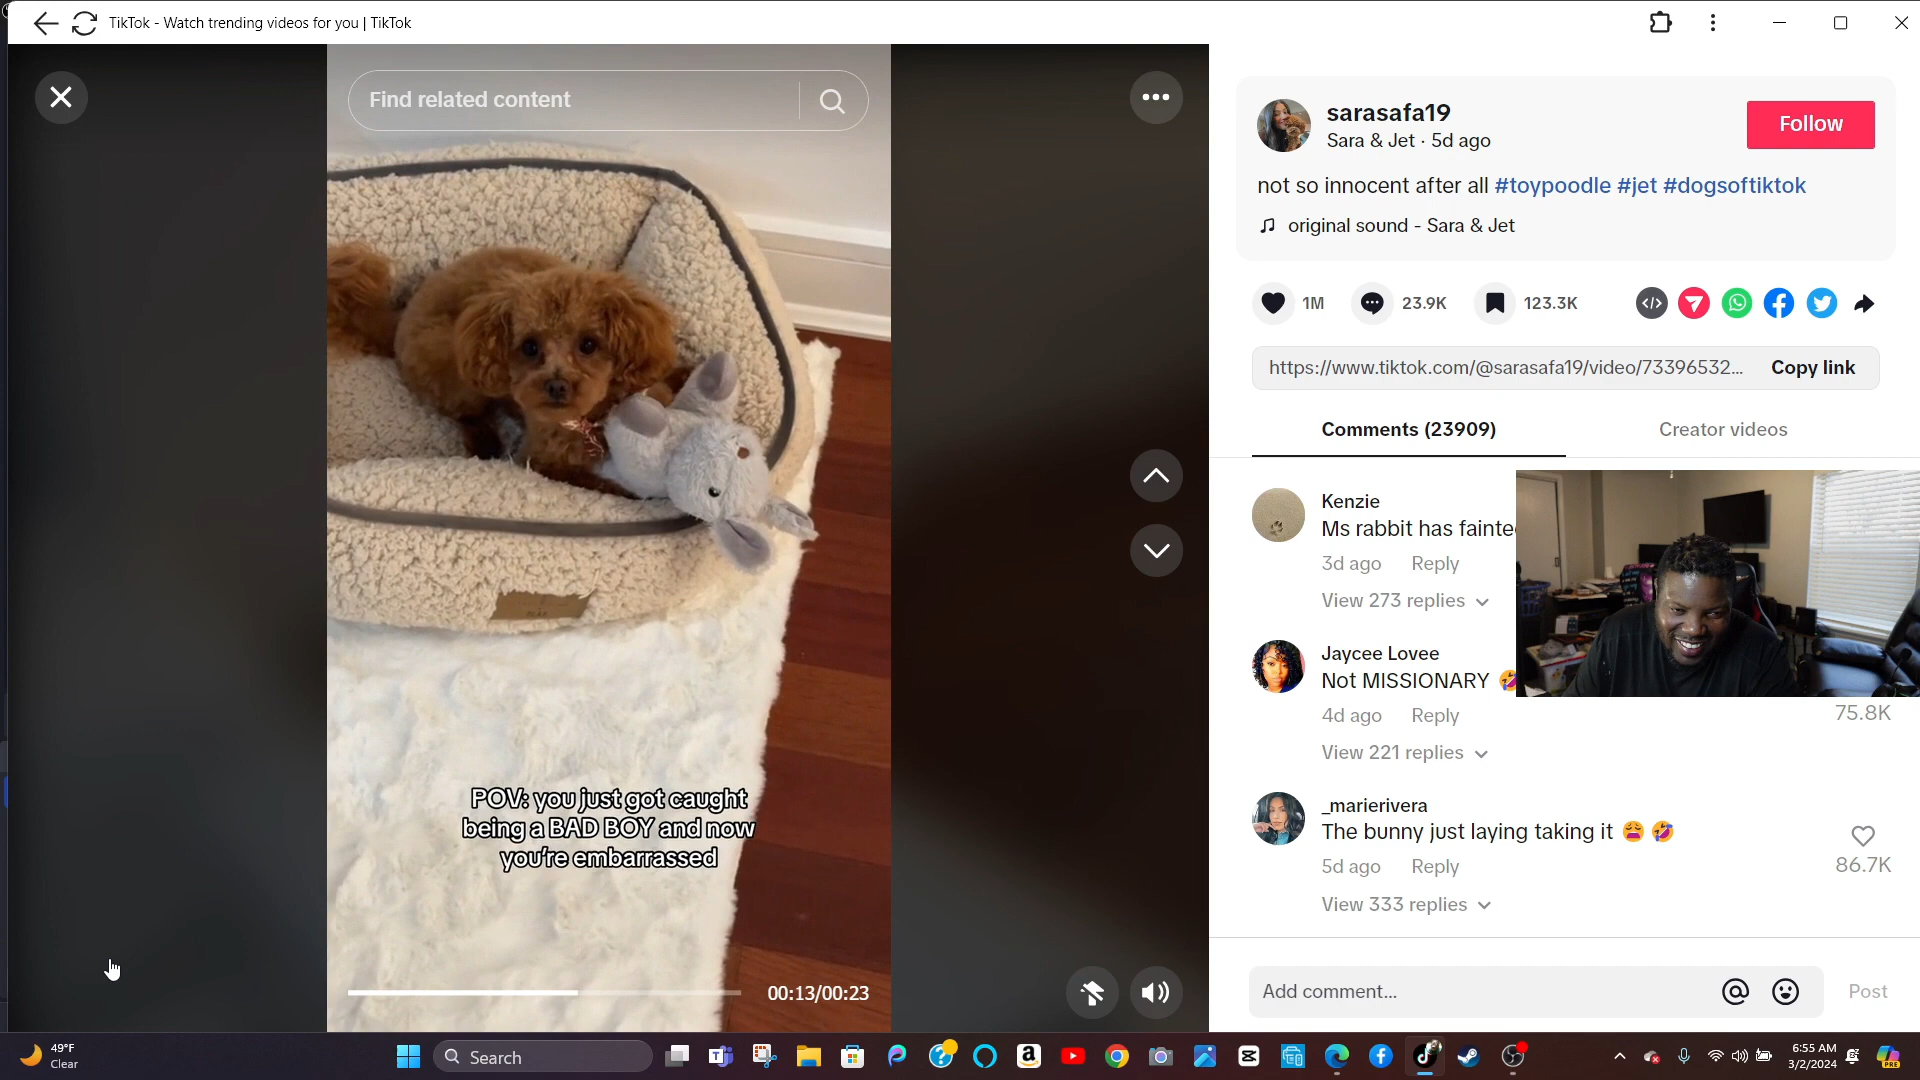 TikTok - Watch trending videos for you | TikTok
Find related content
sarasafa19
Sara & Jet · 5d ago
Follow
not so innocent after all #toypoodle #jet #dogsoftiktok
original sound - Sara & Jet
1M
23.9K
123.3K
https://www.tiktok.com/@sarasafa19/video/73396532...
Copy link
Comments (23909)
Creator videos
Kenzie
Ms rabbit has
3d ago Reply
View 273 replies
Jaycee Lovee
Not MISSIONARY 🤣
4d ago Reply
75.8K
View 221 replies
_marierivera
The bunny just laying taking it 😩 🤣
5d ago Reply
86.7K
View 333 replies
POV: you just got caught
being a BAD BOY and now
you're embarrassed
00:13/00:23
Add comment...
Post
49°F
Clear
Search
6:55 AM
3/2/2024